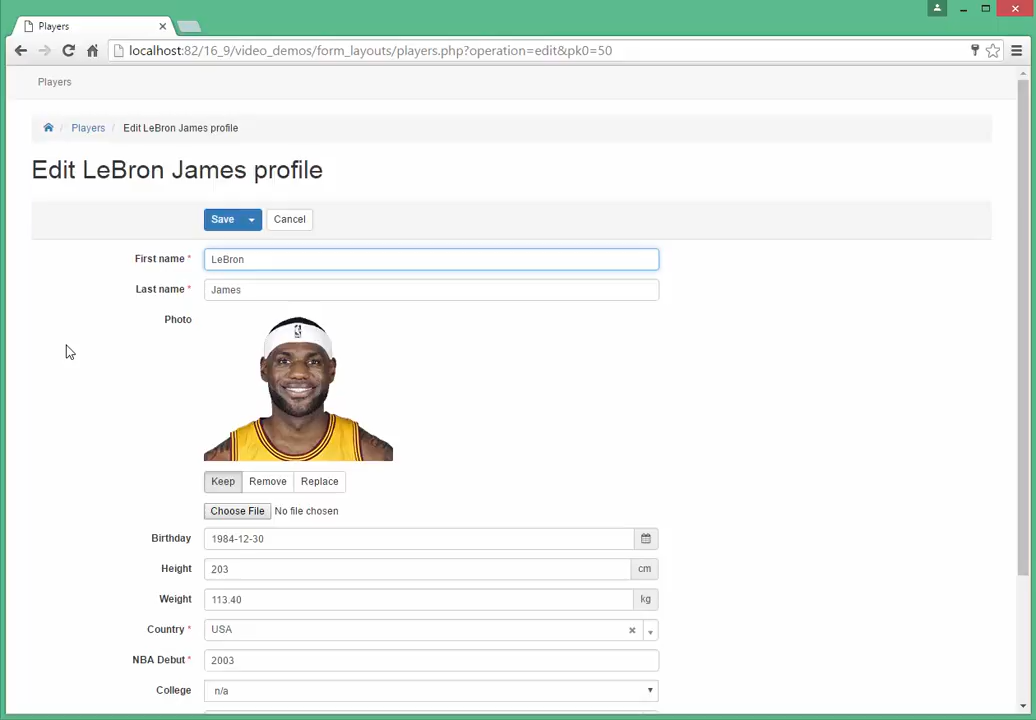 Players
localhost:82/16_9/video_demos/form_layouts/players.php?operation=edit&pk0=50
Players
/ Players / Edit LeBron James profile
Edit LeBron James profile
Save Cancel
First name * LeBron
Last name * James
Photo
Keep Remove Replace
Choose File No file chosen
Birthday 1984-12-30
Height 203 cm
Weight 113.40 kg
Country * USA
NBA Debut * 2003
College n/a